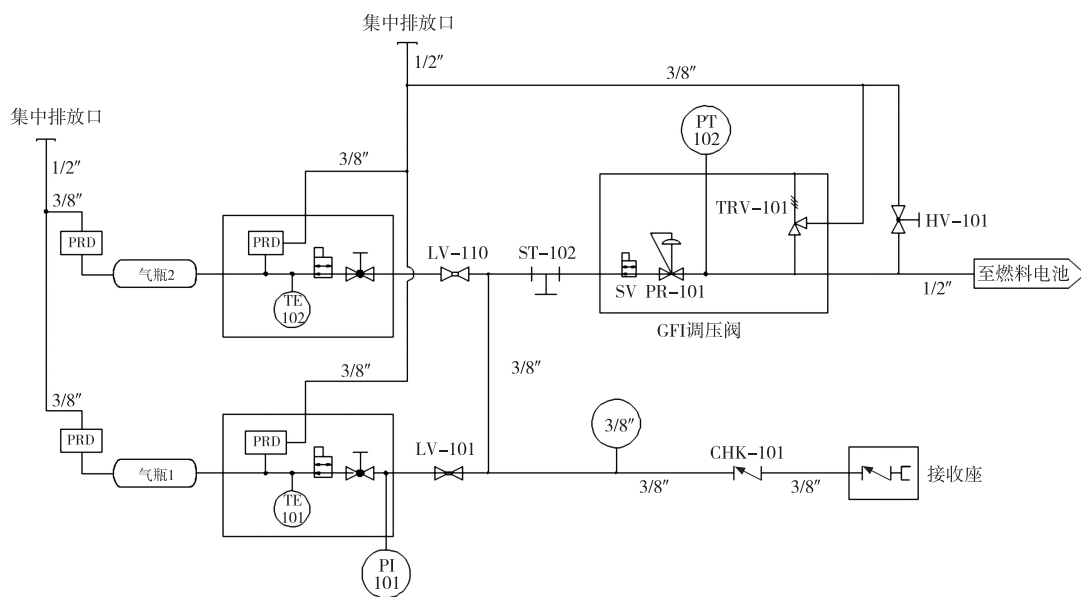 集中排放口
1/2″
3/8″
集中排放口
1/2″
3/8″
PRD
气瓶2
3/8″
PRD
TE
102
LV-110
ST-102
PT
102
TRV-101
HV-101
SV
PR-101
GFI调压阀
1/2″
至燃料电池
3/8″
3/8″
PRD
气瓶1
3/8″
PRD
TE
101
PI
101
LV-101
3/8″
3/8″
CHK-101
3/8″
接收座